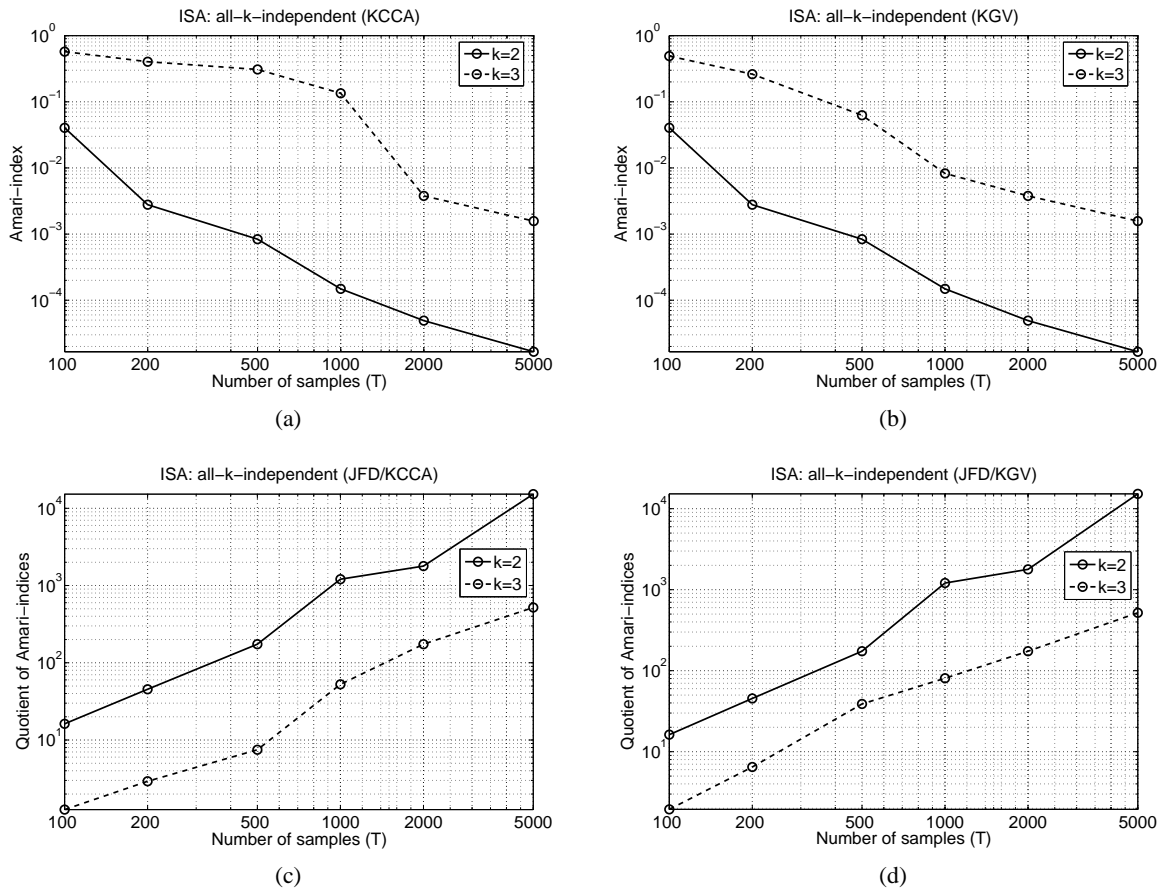 ISA: all-k-independent (KCCA)
10^0
10^-1
10^-2
10^-3
10^-4
Amari-index
k=2
k=3
100 200 500 1000 2000 5000
Number of samples (T)
(a)
ISA: all-k-independent (KGV)
10^0
10^-1
10^-2
10^-3
10^-4
Amari-index
k=2
k=3
100 200 500 1000 2000 5000
Number of samples (T)
(b)
ISA: all-k-independent (JFD/KCCA)
10^4
10^3
10^2
10^1
Quotient of Amari-indices
k=2
k=3
100 200 500 1000 2000 5000
Number of samples (T)
(c)
ISA: all-k-independent (JFD/KGV)
10^4
10^3
10^2
10^1
Quotient of Amari-indices
k=2
k=3
100 200 500 1000 2000 5000
Number of samples (T)
(d)